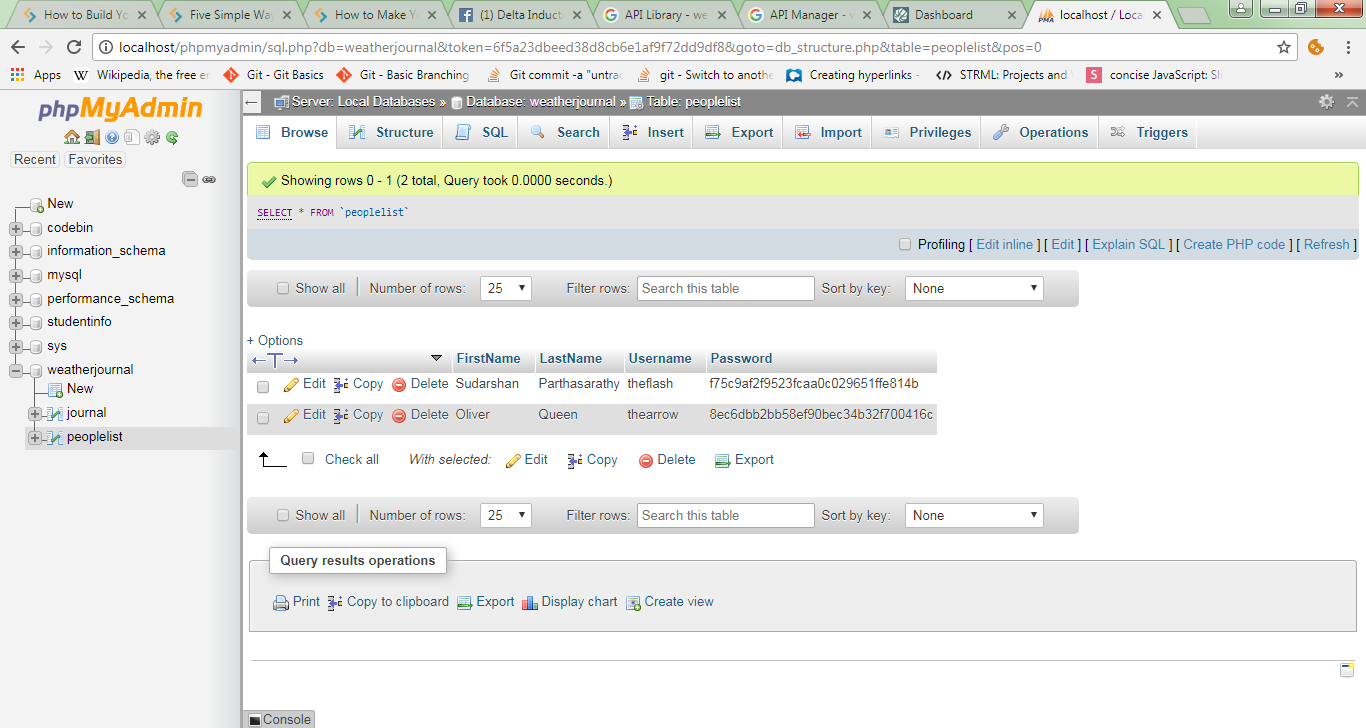 How to Build Yo
Five Simple Way
How to Make Yo
(1) Delta Induct
API Library - we
API Manager - w
Dashboard
localhost / Loca
localhost/phpmyadmin/sql.php?db=weatherjournal&token=6f5a23dbeed38d8cb6e1af9f72dd9df8&goto=db_structure.php&table=peoplelist&pos=0
Apps Wikipedia, the free en Git - Git Basics Git - Basic Branching Git commit -a "untrac git - Switch to anothe Creating hyperlinks - STRML: Projects and concise JavaScript: Sli »
phpMyAdmin
Recent Favorites
New
codebin
information_schema
mysql
performance_schema
studentinfo
sys
weatherjournal
New
journal
peoplelist
Server: Local Databases » Database: weatherjournal » Table: peoplelist
Browse Structure SQL Search Insert Export Import Privileges Operations Triggers
Showing rows 0 - 1 (2 total, Query took 0.0000 seconds.)
SELECT * FROM `peoplelist`
Profiling [ Edit inline ] [ Edit ] [ Explain SQL ] [ Create PHP code ] [ Refresh ]
Show all Number of rows: 25 Filter rows: Search this table Sort by key: None
+ Options
←T→ FirstName LastName Username Password
Edit Copy Delete Sudarshan Parthasarathy theflash f75c9af2f9523fcaa0c029651ffe814b
Edit Copy Delete Oliver Queen thearrow 8ec6dbb2bb58ef90bec34b32f700416c
Check all With selected: Edit Copy Delete Export
Show all Number of rows: 25 Filter rows: Search this table Sort by key: None
Query results operations
Print Copy to clipboard Export Display chart Create view
Console